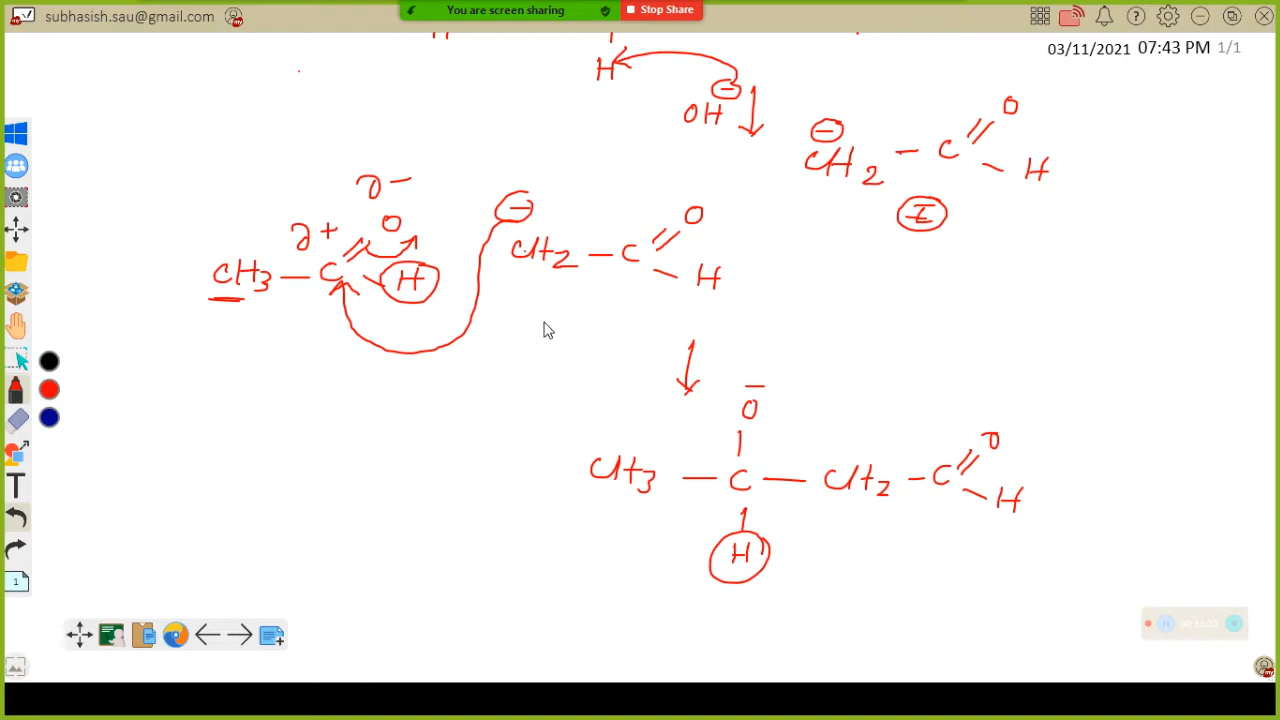 subhasish.sau@gmail.com
You are screen sharing
Stop Share
03/11/2021 07:43 PM 1/1
H
OH
CH2 - C O
H
I
∂+ ∂-
CH3 - C O
H
CH2 - C O
H
O
CH3 - C - CH2 - C O
H
H
T
1